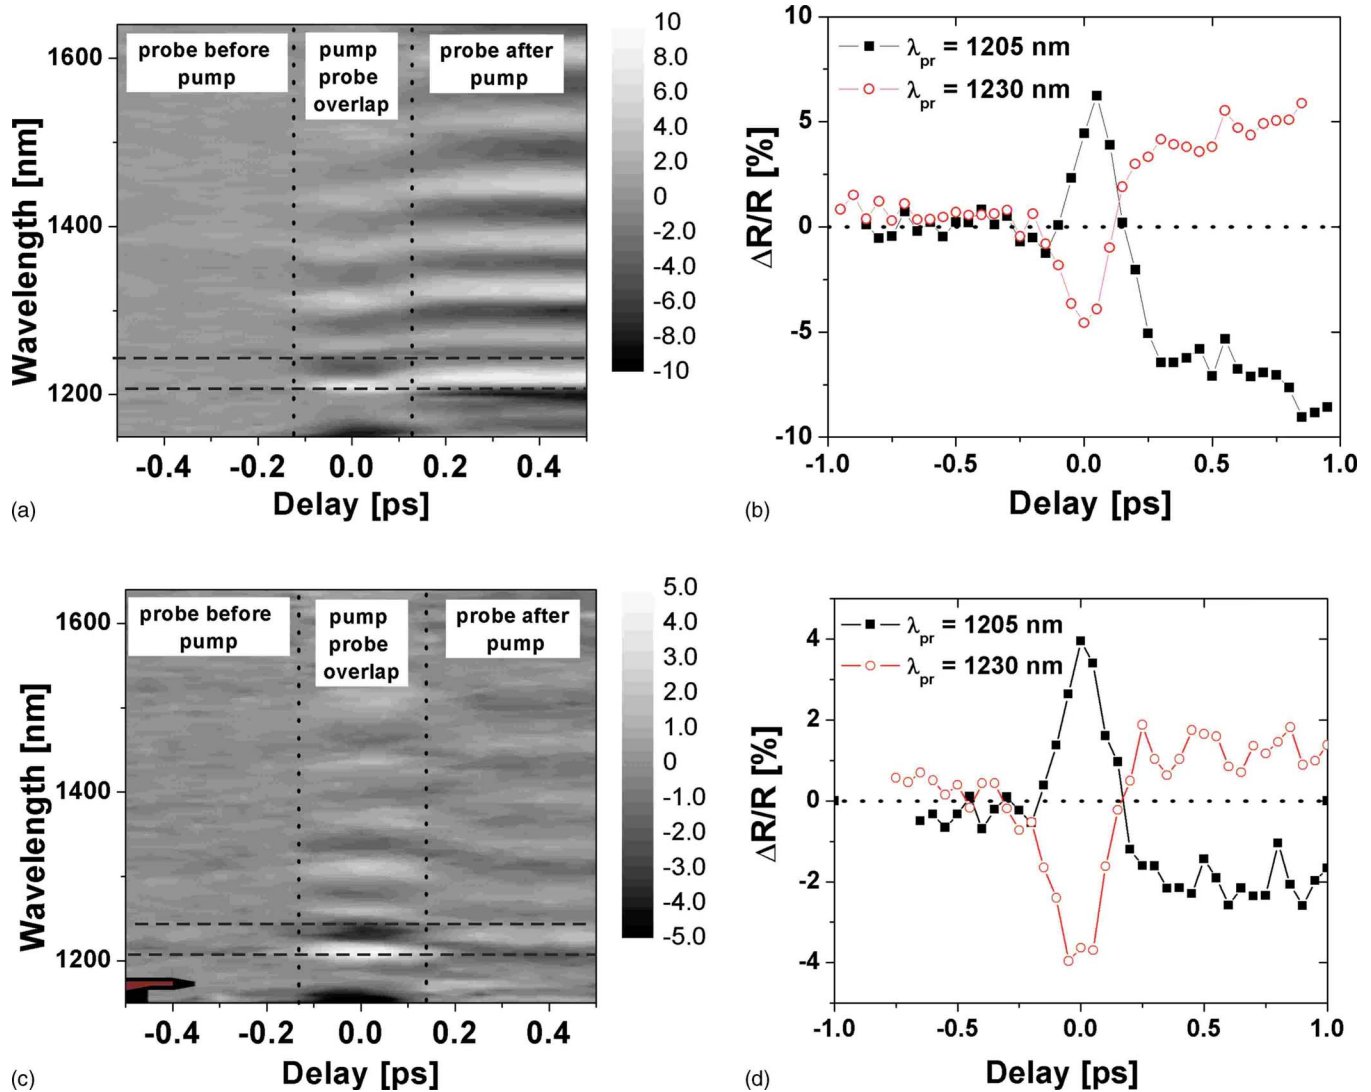 probe before
pump
pump
probe
overlap
probe after
pump
Wavelength [nm]
1600
1400
1200
-0.4
-0.2
0.0
0.2
0.4
Delay [ps]
10
8.0
6.0
4.0
2.0
0
-2.0
-4.0
-6.0
-8.0
-10
(a)
λpr = 1205 nm
λpr = 1230 nm
ΔR/R [%]
10
5
0
-5
-10
-1.0
-0.5
0.0
0.5
1.0
Delay [ps]
(b)
probe before
pump
pump
probe
overlap
probe after
pump
Wavelength [nm]
1600
1400
1200
-0.4
-0.2
0.0
0.2
0.4
Delay [ps]
5.0
4.0
3.0
2.0
1.0
0
-1.0
-2.0
-3.0
-4.0
-5.0
(c)
λpr = 1205 nm
λpr = 1230 nm
ΔR/R [%]
4
2
0
-2
-4
-1.0
-0.5
0.0
0.5
1.0
Delay [ps]
(d)